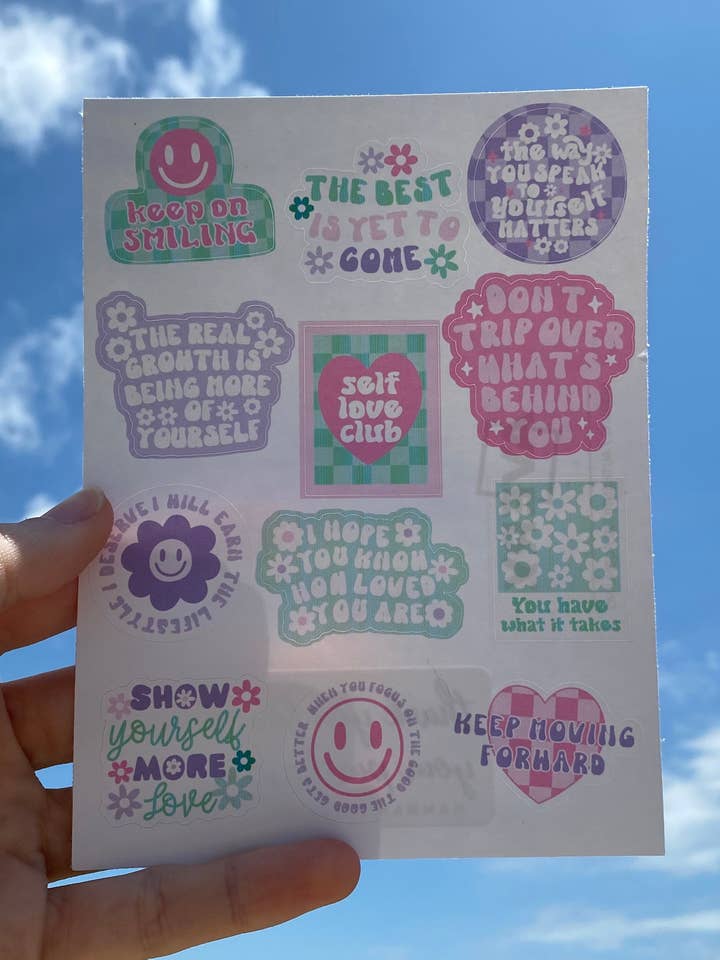 keep on
SMILING
THE BEST
IS YET TO
COME
the way
YOU SPEAK
TO
yourself
MATTERS
THE REAL
GROWTH IS
BEING MORE
OF
YOURSELF
self
love
club
DON'T
TRIP OVER
WHAT'S
BEHIND
YOU
I DESERVE I WILL EARN THE LIFESTYLE
I HOPE
YOU KNOW
HOW LOVED
YOU ARE
You have
what it takes
SHOW
yourself
MORE
Love
WHEN YOU FOCUS ON THE GOOD THE GOOD GETS BETTER
KEEP MOVING
FORWARD